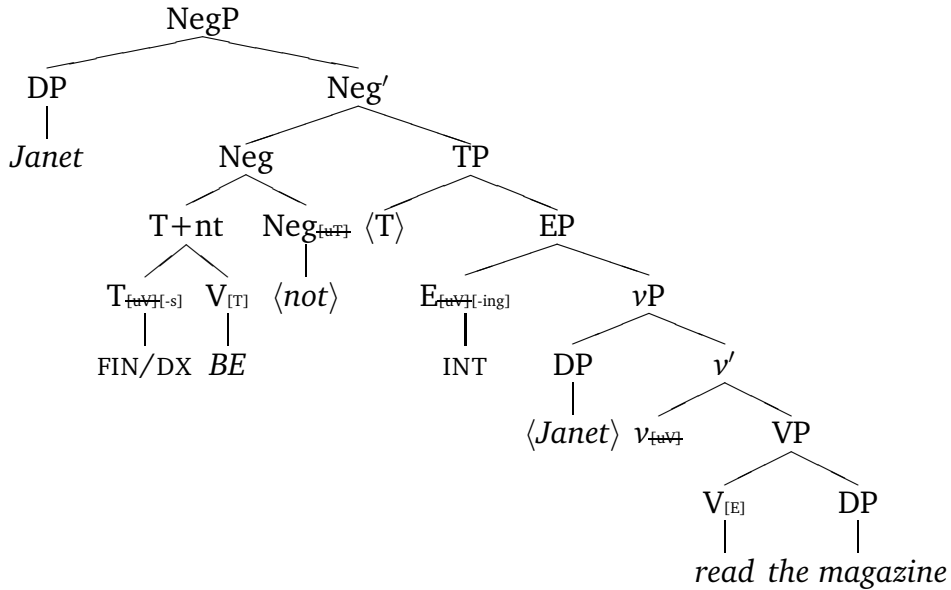 NegP
DP Neg′
Janet Neg TP
T+nt Neg[uT] ⟨T⟩ EP
T[uV][-s] V[T] ⟨not⟩ E[uV][-ing] vP
FIN/DX BE INT DP v′
⟨Janet⟩ v[uV] VP
V[E] DP
read the magazine